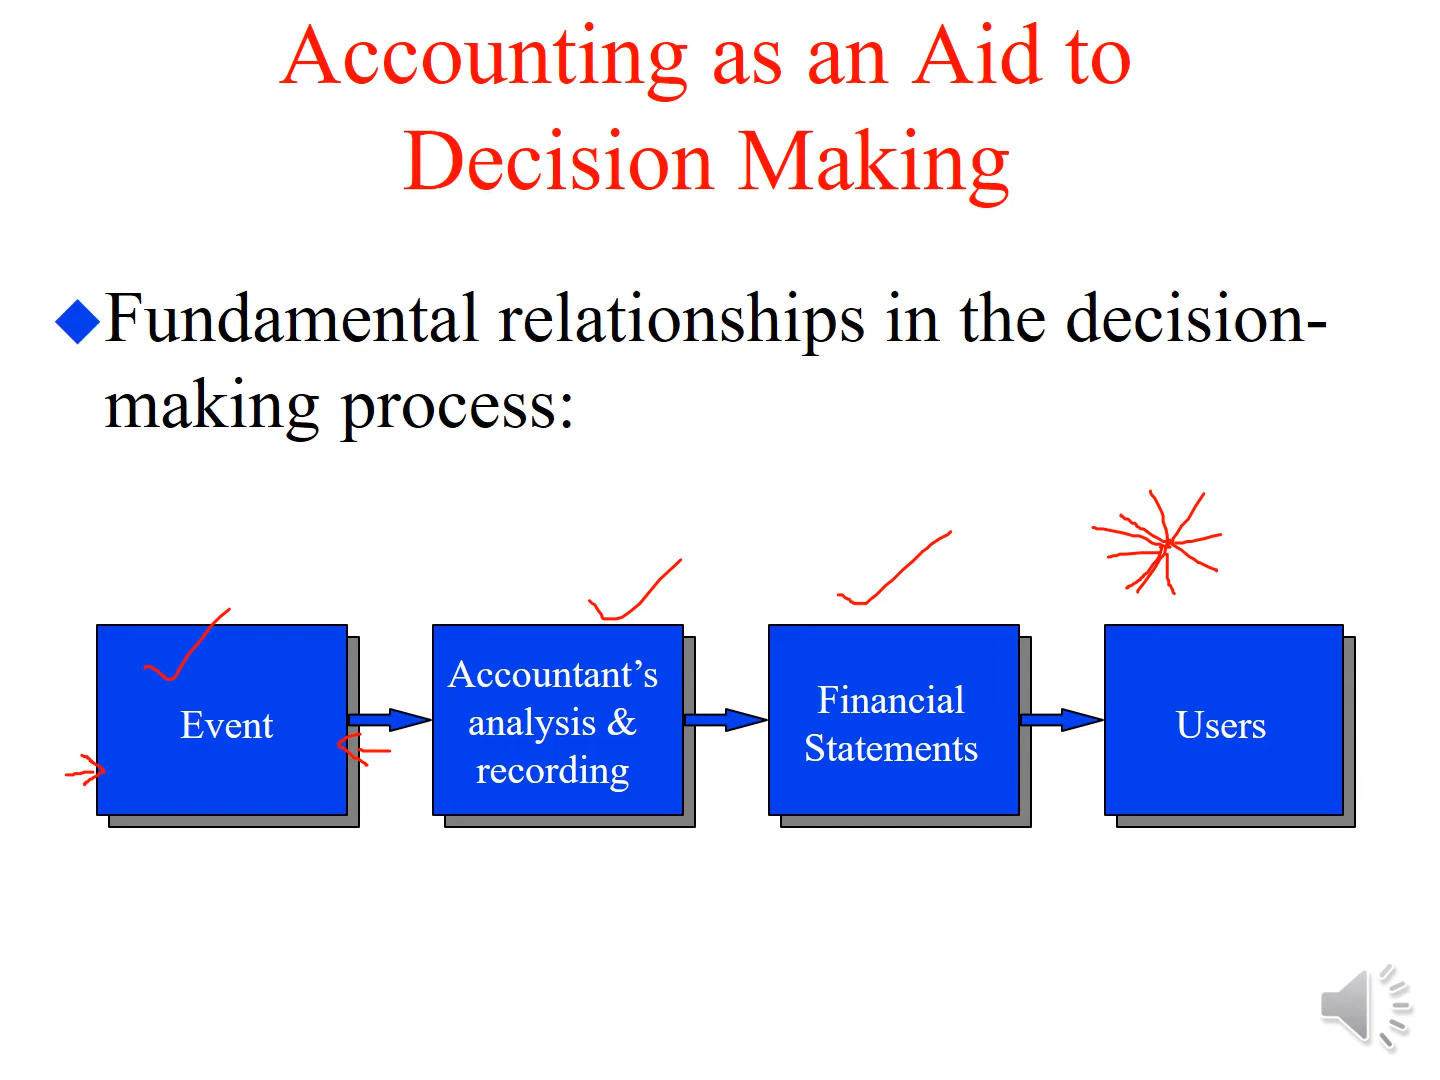 Accounting as an Aid to
Decision Making
Fundamental relationships in the decision-
making process:
Event
Accountant’s
analysis &
recording
Financial
Statements
Users